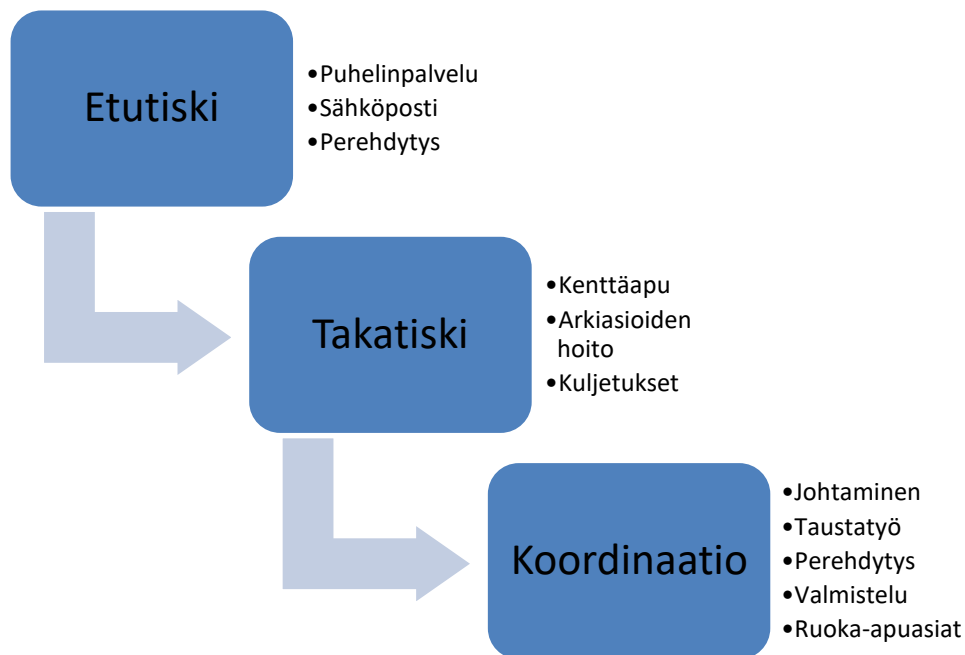 Etutiski
•Puhelinpalvelu
•Sähköposti
•Perehdytys
Takatiski
•Kenttäapu
•Arkiasioiden
hoito
•Kuljetukset
Koordinaatio
•Johtaminen
•Taustatyö
•Perehdytys
•Valmistelu
•Ruoka-apuasiat